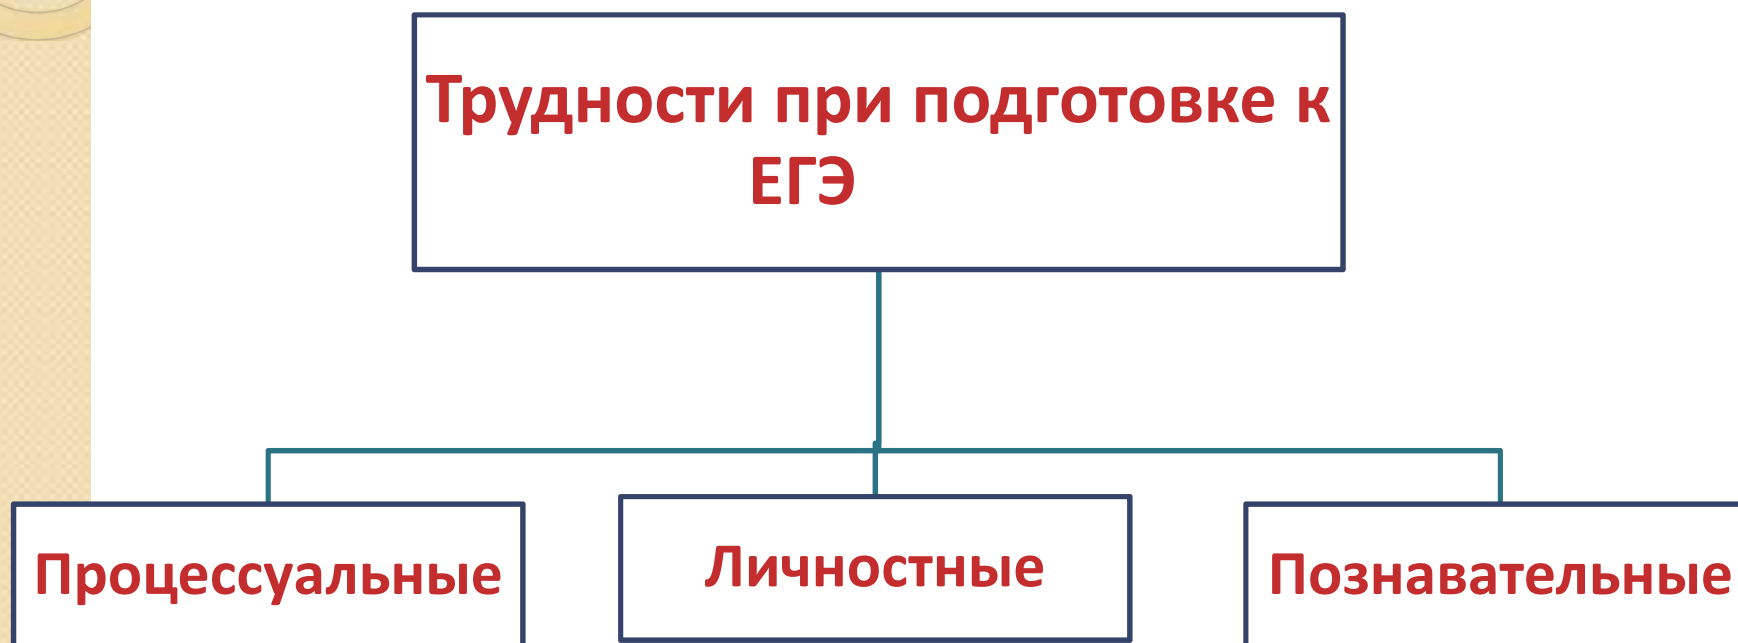 Трудности при подготовке к
ЕГЭ
Процессуальные
Личностные
Познавательные